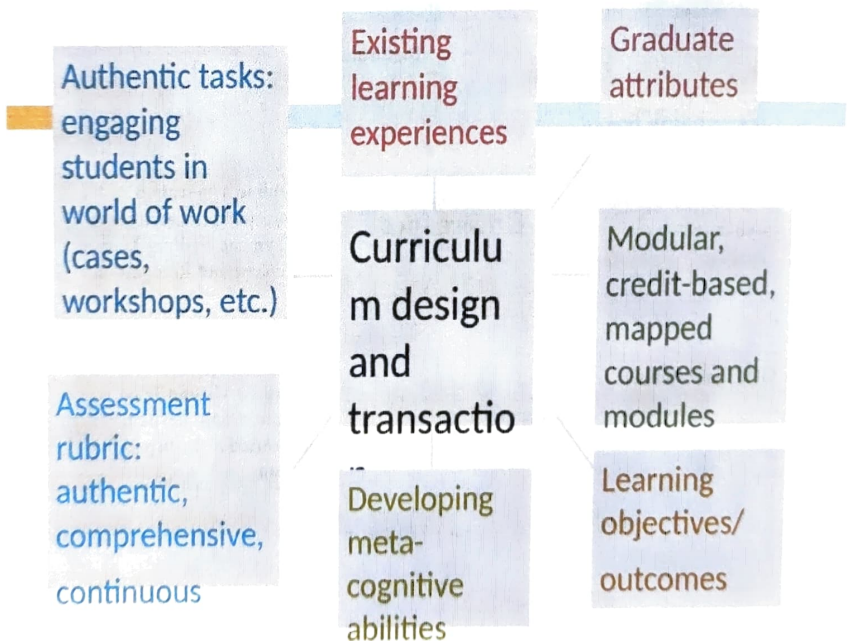 Authentic tasks:
engaging
students in
world of work
(cases,
workshops, etc.)
Existing
learning
experiences
Graduate
attributes
Curriculu
m design
and
transactio
Modular,
credit-based,
mapped
courses and
modules
Assessment
rubric:
authentic,
comprehensive,
continuous
Developing
meta-
cognitive
abilities
Learning
objectives/
outcomes